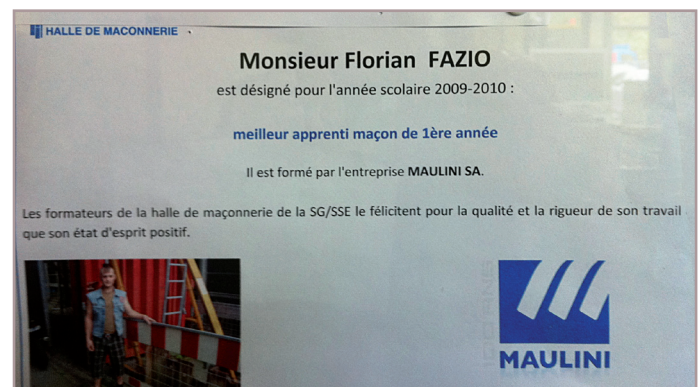 HALLE DE MACONNERIE
Monsieur Florian FAZIO
est désigné pour l'année scolaire 2009-2010 :
meilleur apprenti maçon de 1ère année
Il est formé par l'entreprise MAULINI SA.
Les formateurs de la halle de maçonnerie de la SG/SSE le félicitent pour la qualité et la rigueur de son travail
que son état d'esprit positif.
MAULINI